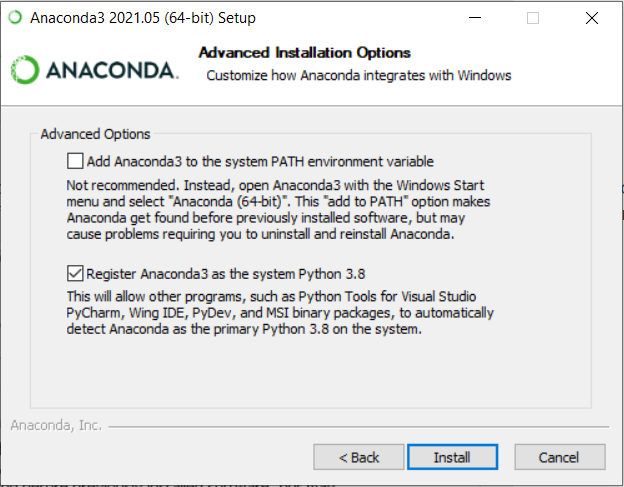 Anaconda3 2021.05 (64-bit) Setup
ANACONDA.
Advanced Installation Options
Customize how Anaconda integrates with Windows
Advanced Options
Add Anaconda3 to the system PATH environment variable
Not recommended. Instead, open Anaconda3 with the Windows Start
menu and select "Anaconda (64-bit)". This "add to PATH" option makes
Anaconda get found before previously installed software, but may
cause problems requiring you to uninstall and reinstall Anaconda.
Register Anaconda3 as the system Python 3.8
This will allow other programs, such as Python Tools for Visual Studio
PyCharm, Wing IDE, PyDev, and MSI binary packages, to automatically
detect Anaconda as the primary Python 3.8 on the system.
Anaconda, Inc.
< Back
Install
Cancel